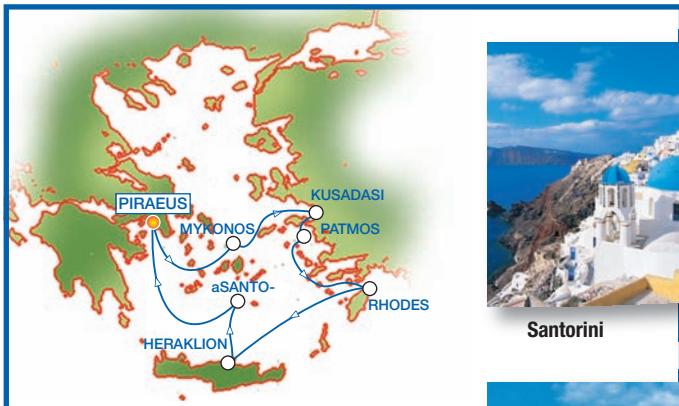 KUSADASI
PIRAEUS
MYKONOS
PATMOS
aSANTO-
RHODES
HERAKLION
Santorini